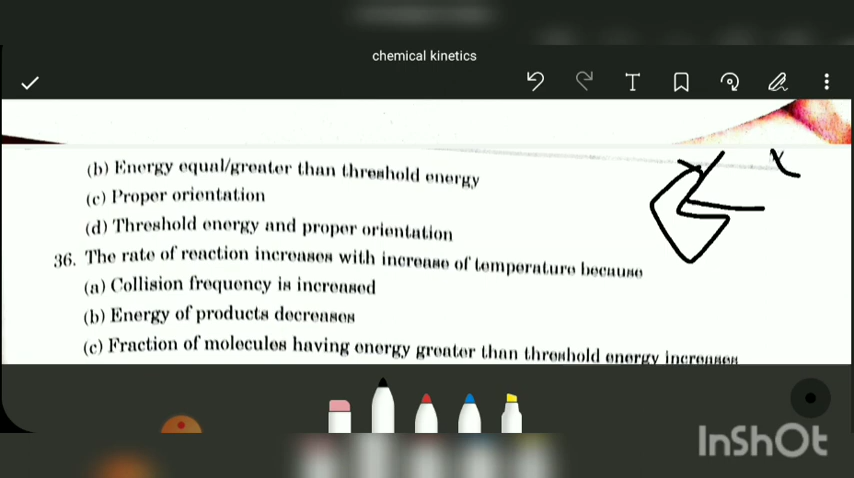 chemical kinetics
(b) Energy equal/greater than threshold energy
(c) Proper orientation
(d) Threshold energy and proper orientation
36. The rate of reaction increases with increase of temperature because
(a) Collision frequency is increased
(b) Energy of products decreases
(c) Fraction of molecules having energy greater than threshold energy increases
InShOt